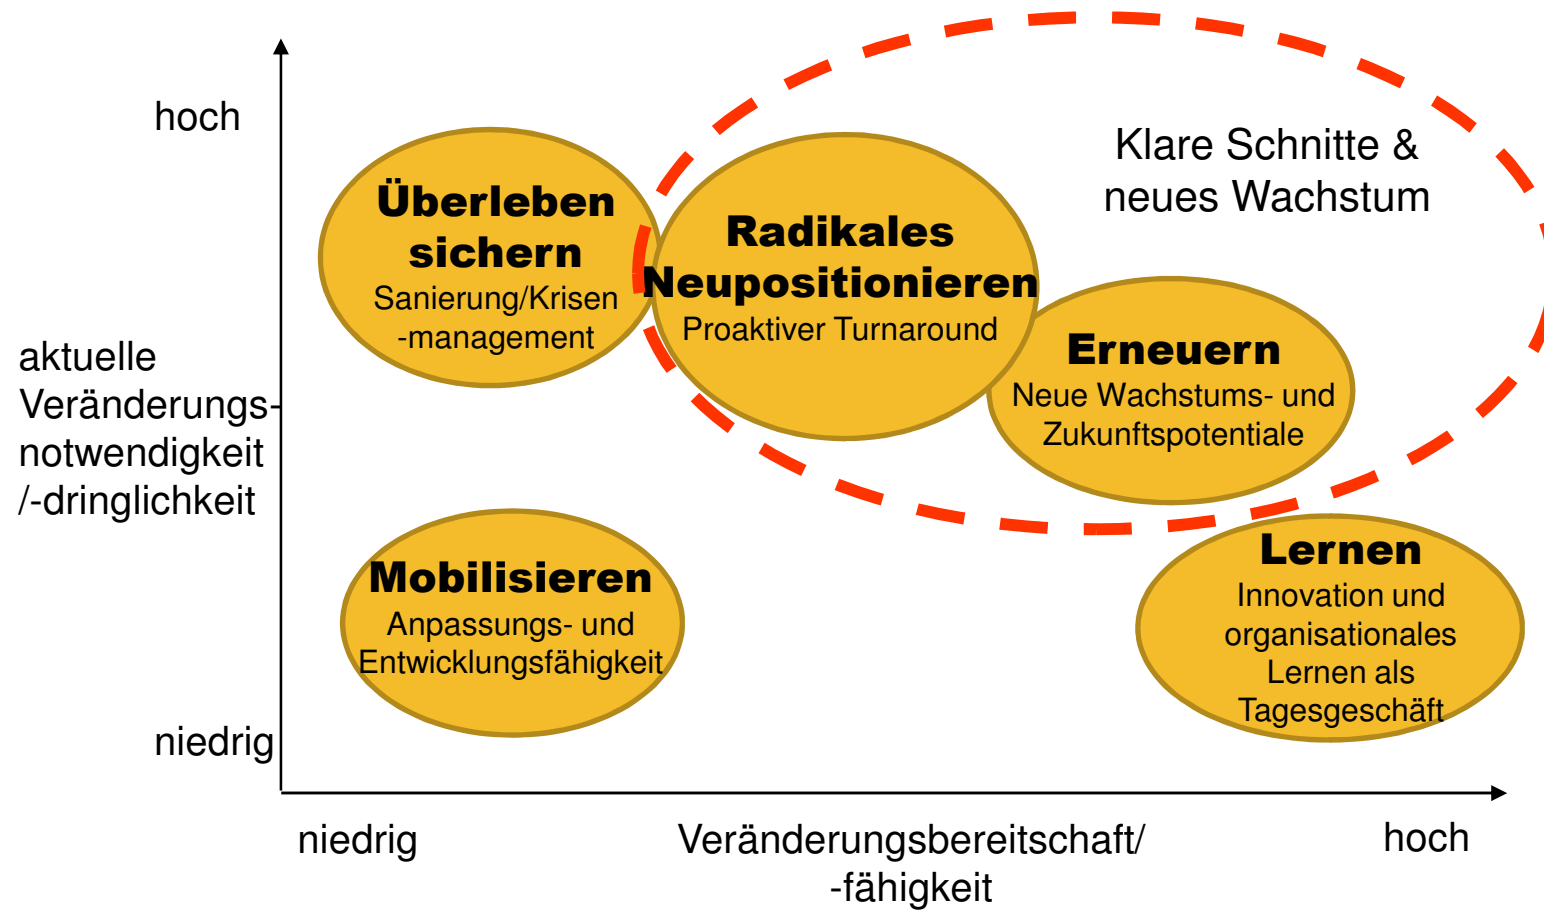 hoch
Klare Schnitte &
neues Wachstum
Überleben
sichern
Sanierung/Krisen
-management
Radikales
Neupositionieren
Proaktiver Turnaround
Erneuern
Neue Wachstums- und
Zukunftspotentiale
aktuelle
Veränderungs-
notwendigkeit
/-dringlichkeit
Mobilisieren
Anpassungs- und
Entwicklungsfähigkeit
Lernen
Innovation und
organisationales
Lernen als
Tagesgeschäft
niedrig
niedrig
Veränderungsbereitschaft/
-fähigkeit
hoch